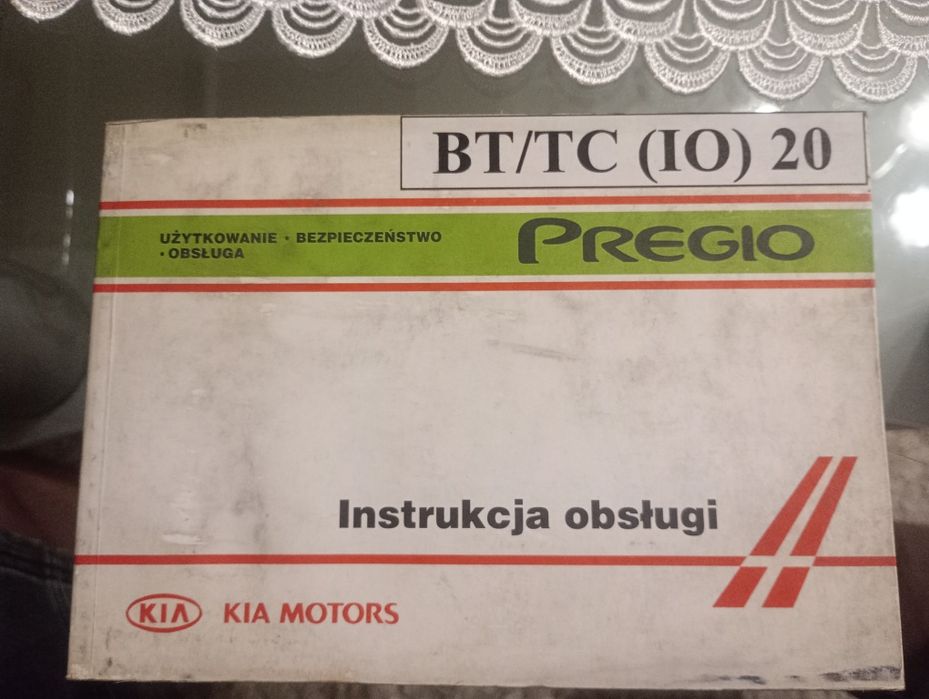 BT/TC (IO) 20
UŻYTKOWANIE • BEZPIECZEŃSTWO
• OBSŁUGA
PREGIO
Instrukcja obsługi
KIA KIA MOTORS